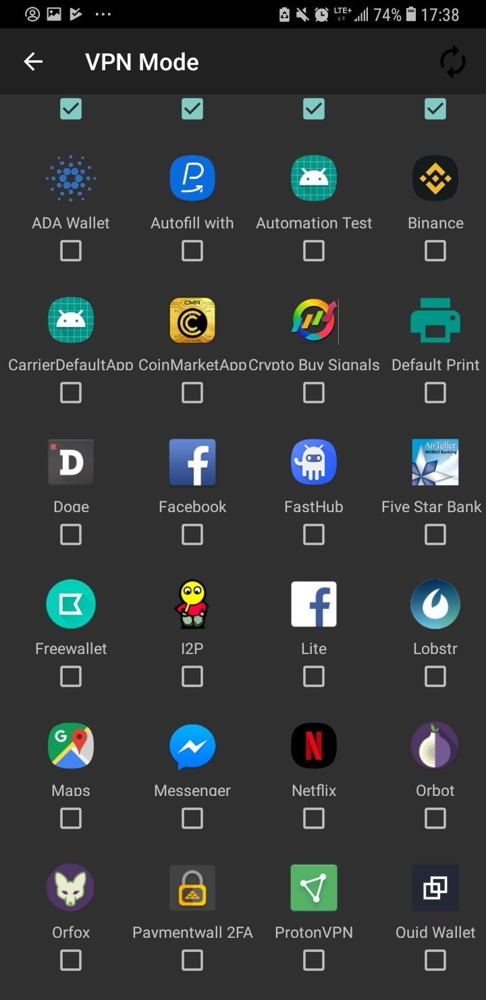 LTE+ 74% 17:38
VPN Mode
ADA Wallet Autofill with Automation Test Binance
CMA
CarrierDefaultApp CoinMarketApp Crypto Buy Signals Default Print
D AirTeller
MOBILE Banking
Doge Facebook FastHub Five Star Bank
Freewallet I2P Lite Lobstr
G N
Maps Messenger Netflix Orbot
Orfox Paymentwall 2FA ProtonVPN Quid Wallet